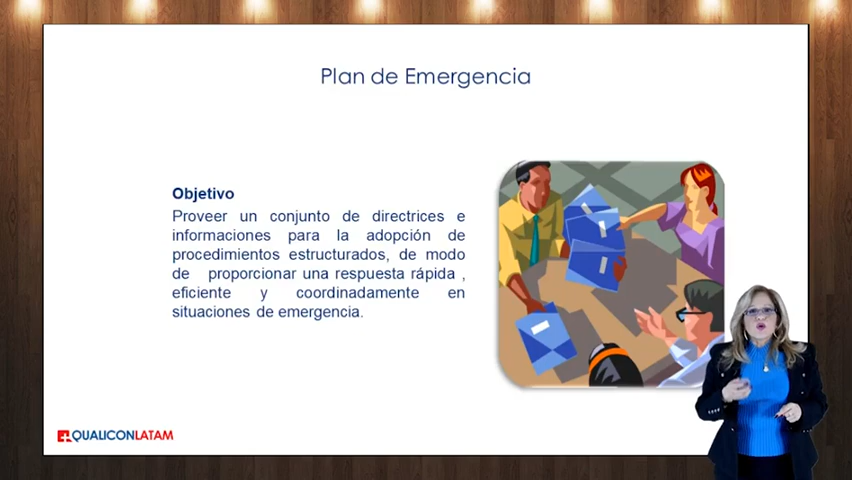 Plan de Emergencia
Objetivo
Proveer un conjunto de directrices e
informaciones para la adopción de
procedimientos estructurados, de modo
de proporcionar una respuesta rápida ,
eficiente y coordinadamente en
situaciones de emergencia.
QUALICONLATAM